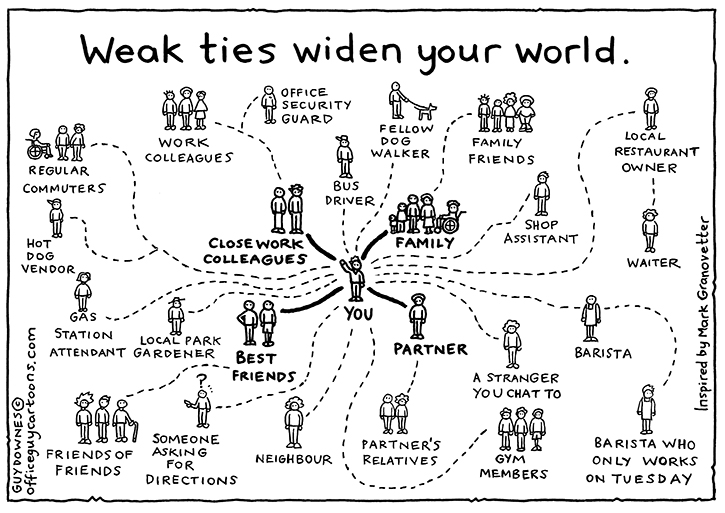 Weak ties widen your world.
OFFICE
SECURITY
GUARD
WORK
COLLEAGUES
FELLOW
DOG
WALKER
FAMILY
FRIENDS
LOCAL
RESTAURANT
OWNER
REGULAR
COMMUTERS
BUS
DRIVER
SHOP
ASSISTANT
HOT
DOG
VENDOR
CLOSE WORK
COLLEAGUES
FAMILY
WAITER
GAS
STATION
ATTENDANT
LOCAL PARK
GARDENER
YOU
BEST
FRIENDS
PARTNER
BARISTA
A STRANGER
YOU CHAT TO
?
FRIENDS OF
FRIENDS
SOMEONE
ASKING
FOR
DIRECTIONS
NEIGHBOUR
PARTNER'S
RELATIVES
GYM
MEMBERS
BARISTA WHO
ONLY WORKS
ON TUESDAY
GUY DOWNES ©
officeguycartoons.com
Inspired by Mark Granovetter